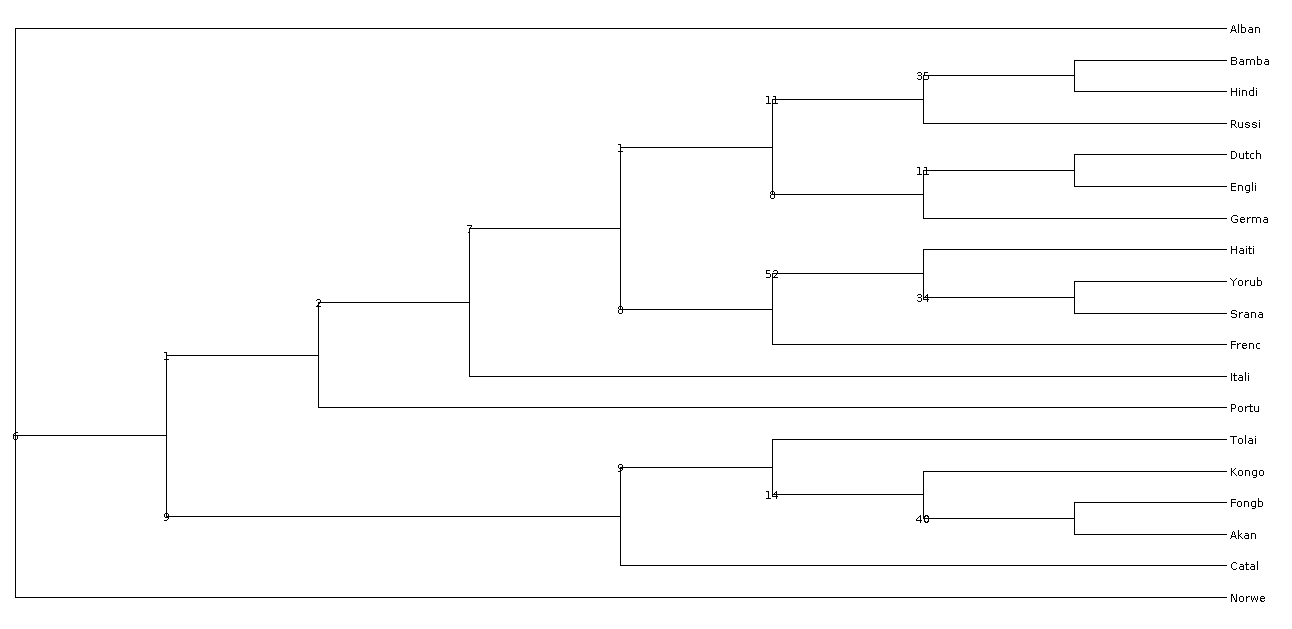 Alban
Bamba
35
Hindi
11
Russi
1
Dutch
11
Engli
8
Germa
7
Haiti
52
Yorub
34
2
8
Srana
Frenc
1
Itali
Portu
6
Tolai
9
Kongo
14
Fongb
9
40
Akan
Catal
Norwe